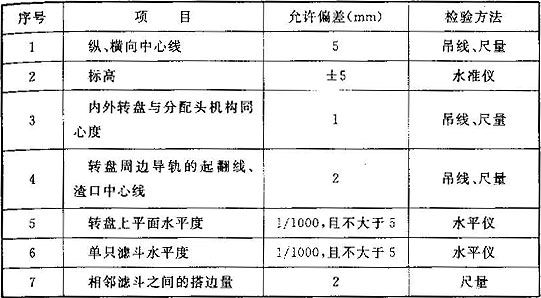 序号 项 目 允许偏差(mm) 检验方法
1 纵、横向中心线 5 吊线、尺量
2 标高 ±5 水准仪
3 内外转盘与分配头机构同心度 1 吊线、尺量
4 转盘周边导轨的起翻线、渣口中心线 2 吊线、尺量
5 转盘上平面水平度 1/1000,且不大于5 水平仪
6 单只滤斗水平度 1/1000,且不大于5 水平仪
7 相邻滤斗之间的搭边量 2 尺量